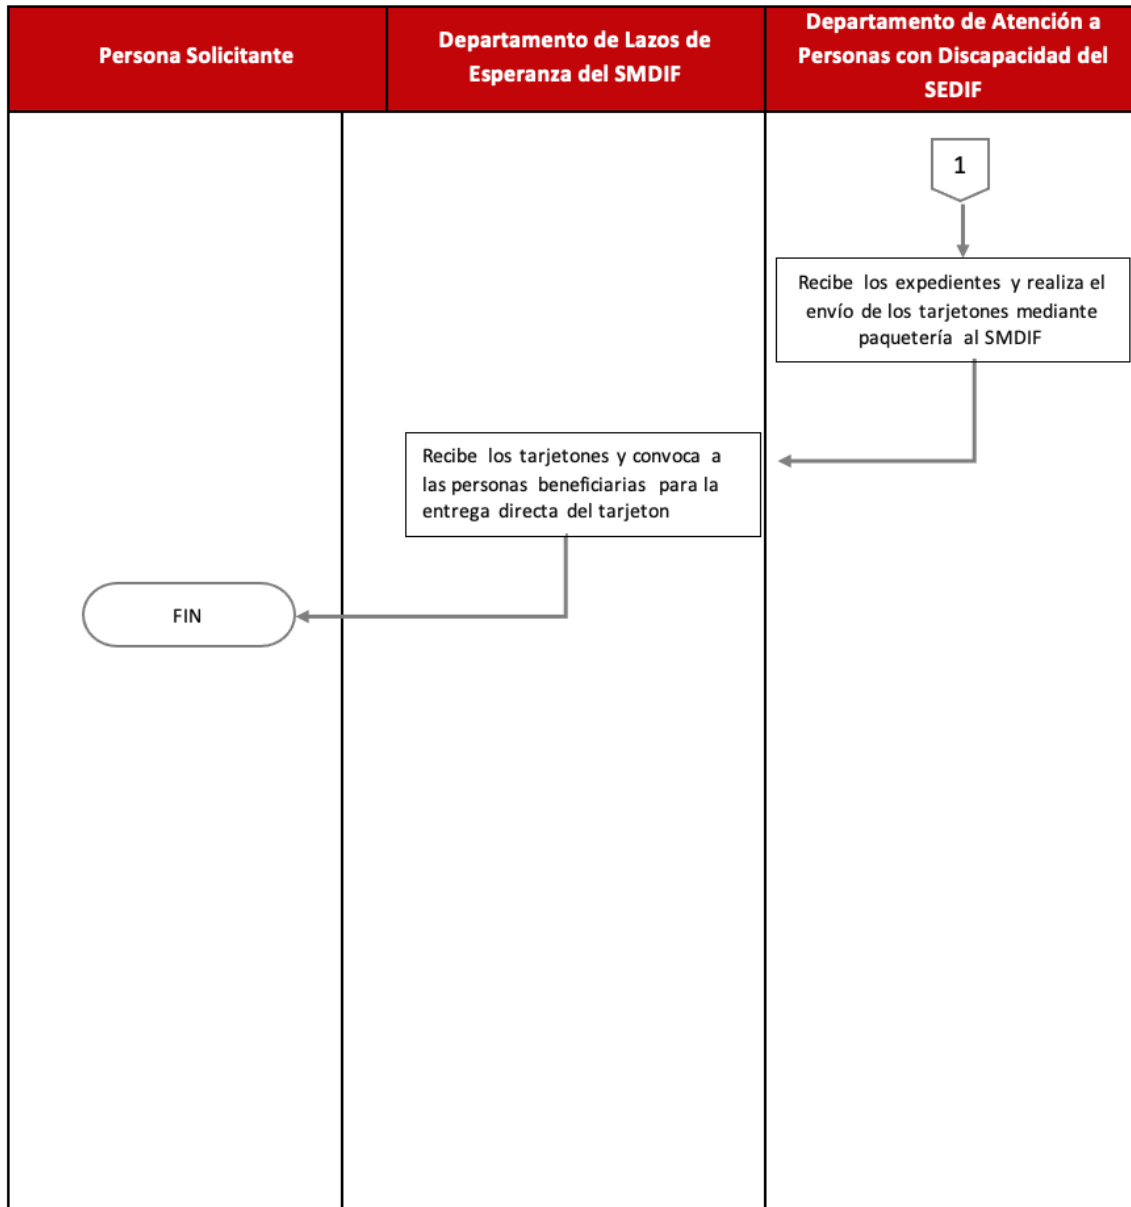 Persona Solicitante
Departamento de Lazos de
Esperanza del SMDIF
Departamento de Atención a
Personas con Discapacidad del
SEDIF
1
Recibe los expedientes y realiza el
envío de los tarjetones mediante
paquetería al SMDIF
Recibe los tarjetones y convoca a
las personas beneficiarias para la
entrega directa del tarjeton
FIN